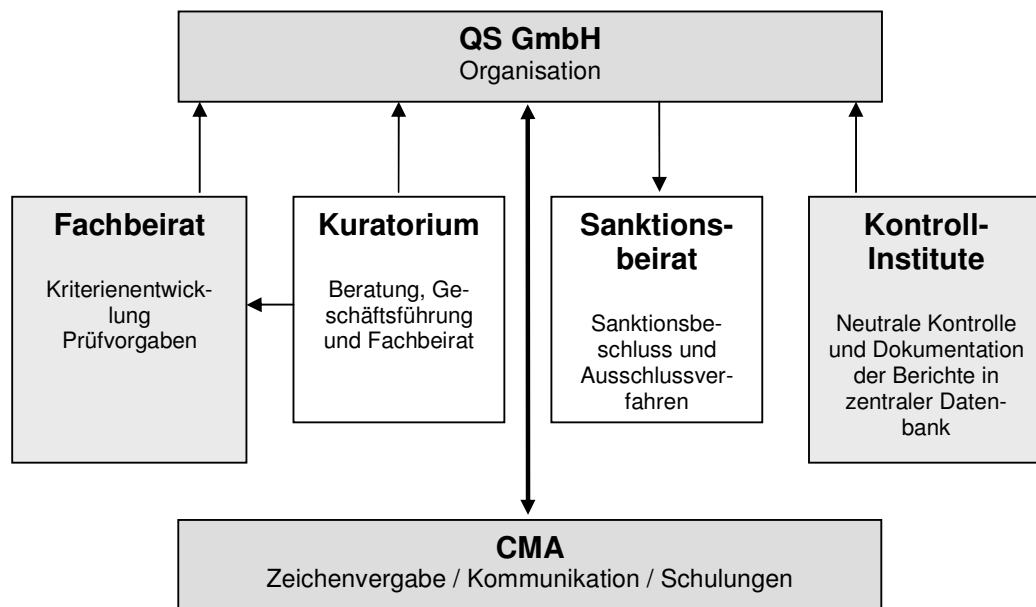 QS GmbH
Organisation
Fachbeirat
Kriterienentwick-
lung
Prüfvorgaben
Kuratorium
Beratung, Ge-
schäftsführung
und Fachbeirat
Sanktions-
beirat
Sanktionsbe-
schluss und
Ausschlussver-
fahren
Kontroll-
Institute
Neutrale Kontrolle
und Dokumentation
der Berichte in
zentraler Daten-
bank
CMA
Zeichenvergabe / Kommunikation / Schulungen